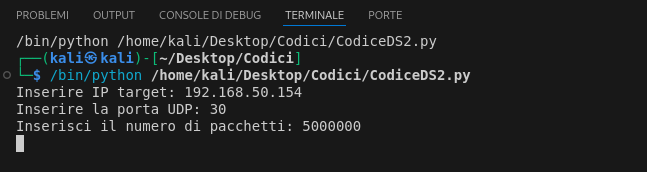 PROBLEMI OUTPUT CONSOLE DI DEBUG TERMINALE PORTE
/bin/python /home/kali/Desktop/Codici/CodiceDS2.py
┌──(kali㉿kali)-[~/Desktop/Codici]
└─$ /bin/python /home/kali/Desktop/Codici/CodiceDS2.py
Inserire IP target: 192.168.50.154
Inserire la porta UDP: 30
Inserisci il numero di pacchetti: 5000000